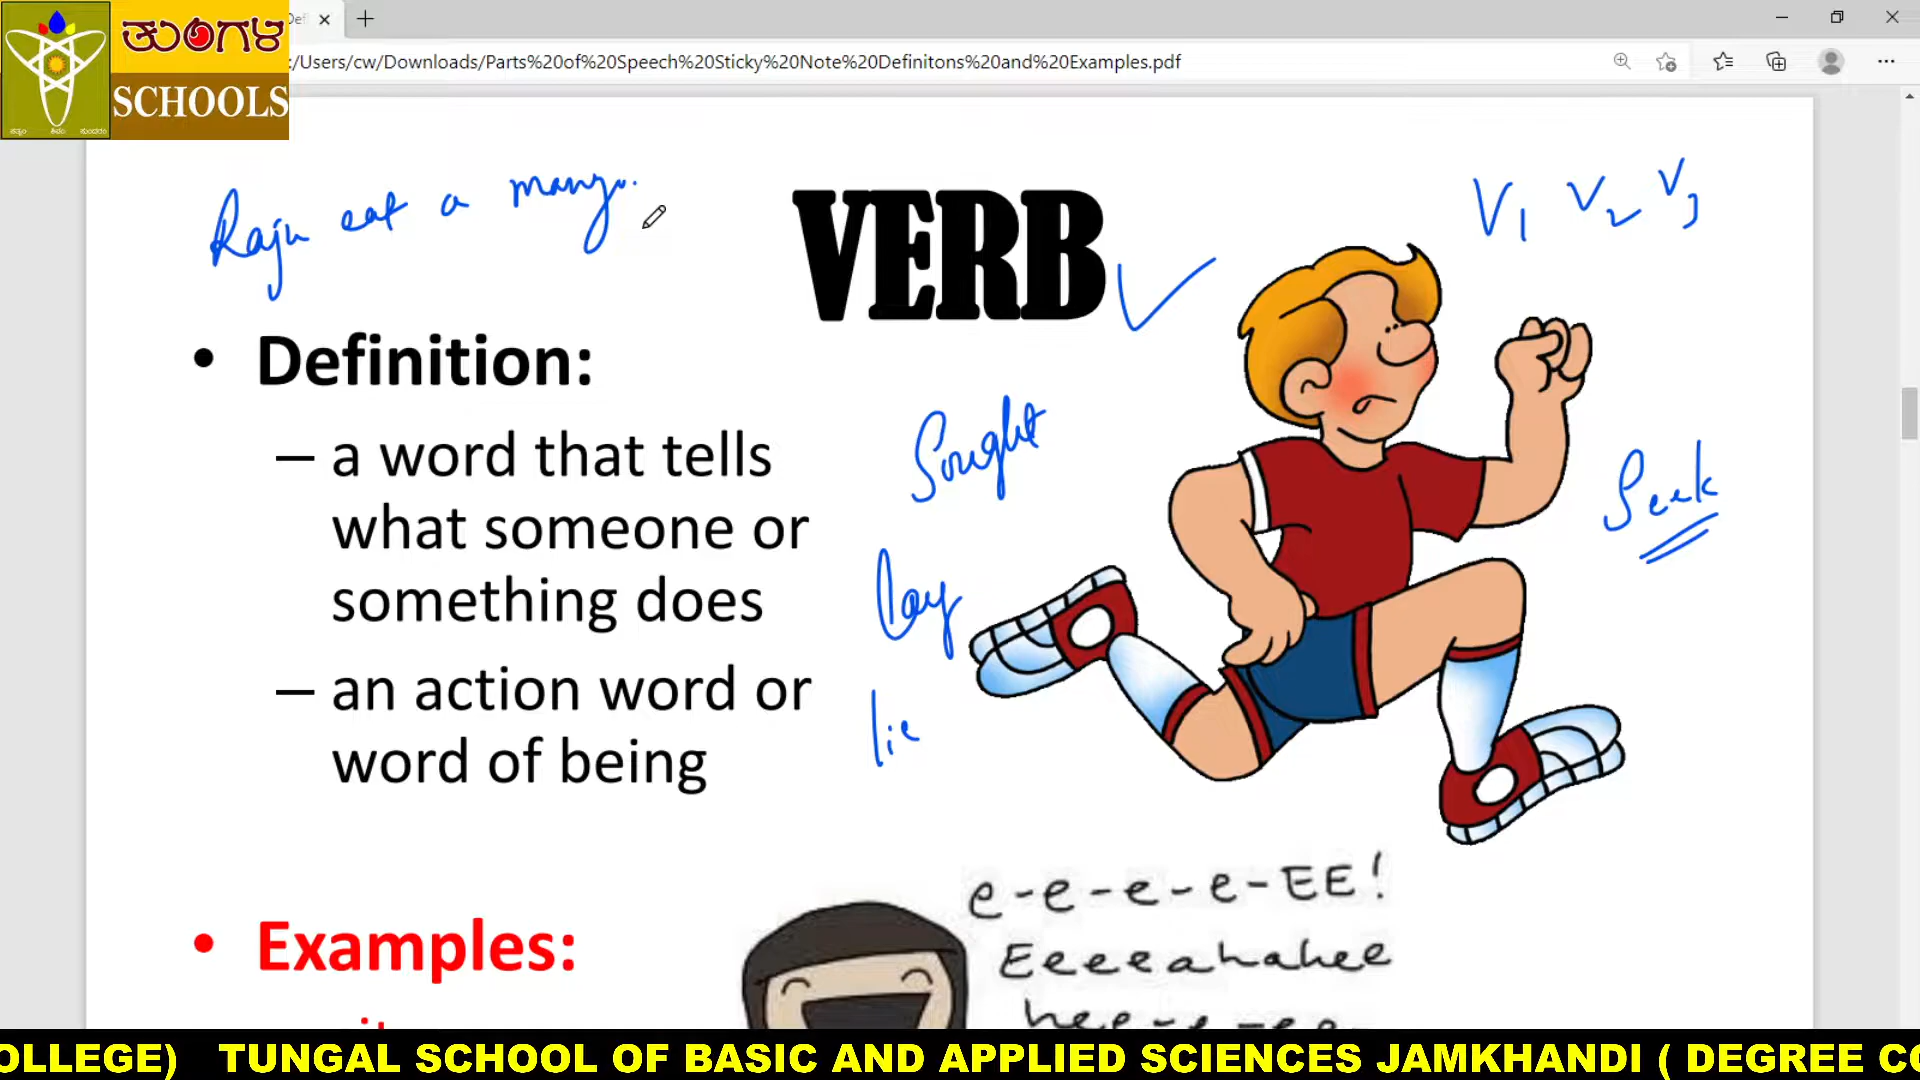 ತುಂಗಳ
SCHOOLS
ಸತ್ಯಂ ಶಿವಂ ಸುಂದರಂ
:/Users/cw/Downloads/Parts%20of%20Speech%20Sticky%20Note%20Definitons%20and%20Examples.pdf
Raju eat a mango.
VERB
V1 V2 V3
• Definition:
– a word that tells
what someone or
something does
– an action word or
word of being
Sought
Seek
lay
lie
e-e-e-e-EE!
Eeeeahahee
• Examples:
OLLEGE) TUNGAL SCHOOL OF BASIC AND APPLIED SCIENCES JAMKHANDI ( DEGREE CO